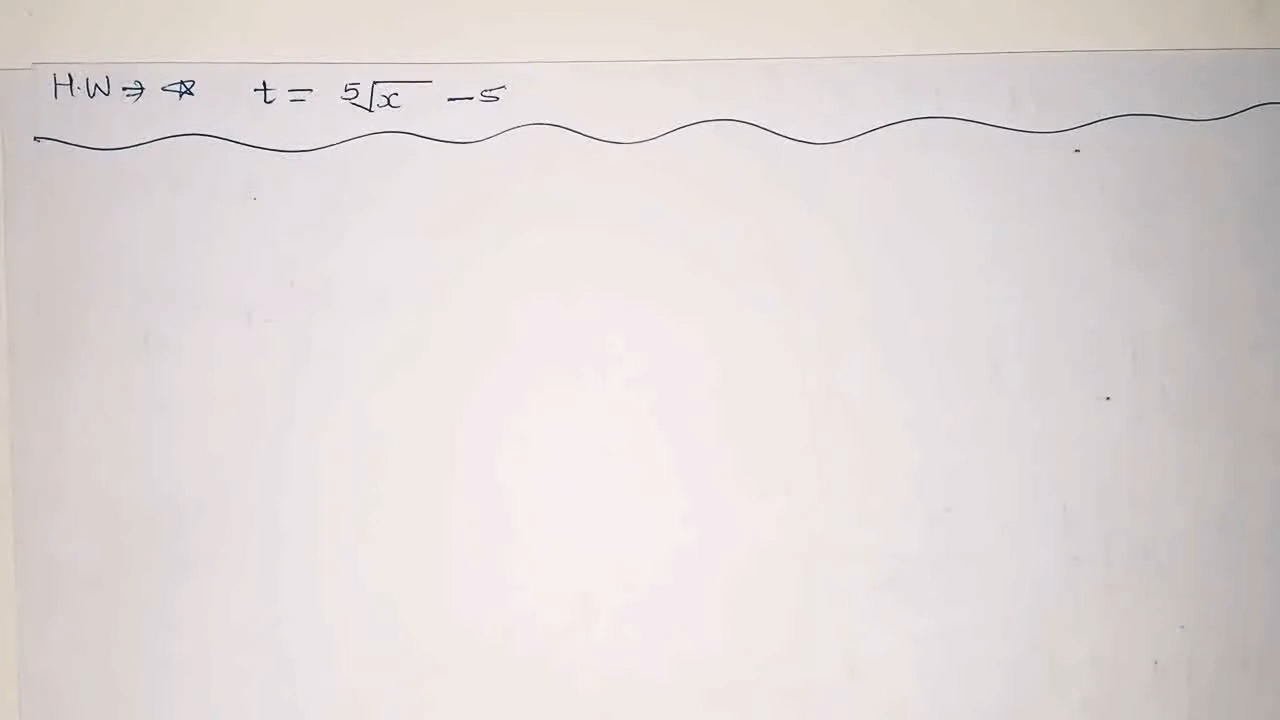 H.W ⇒ ☆ t = ⁵√x - 5